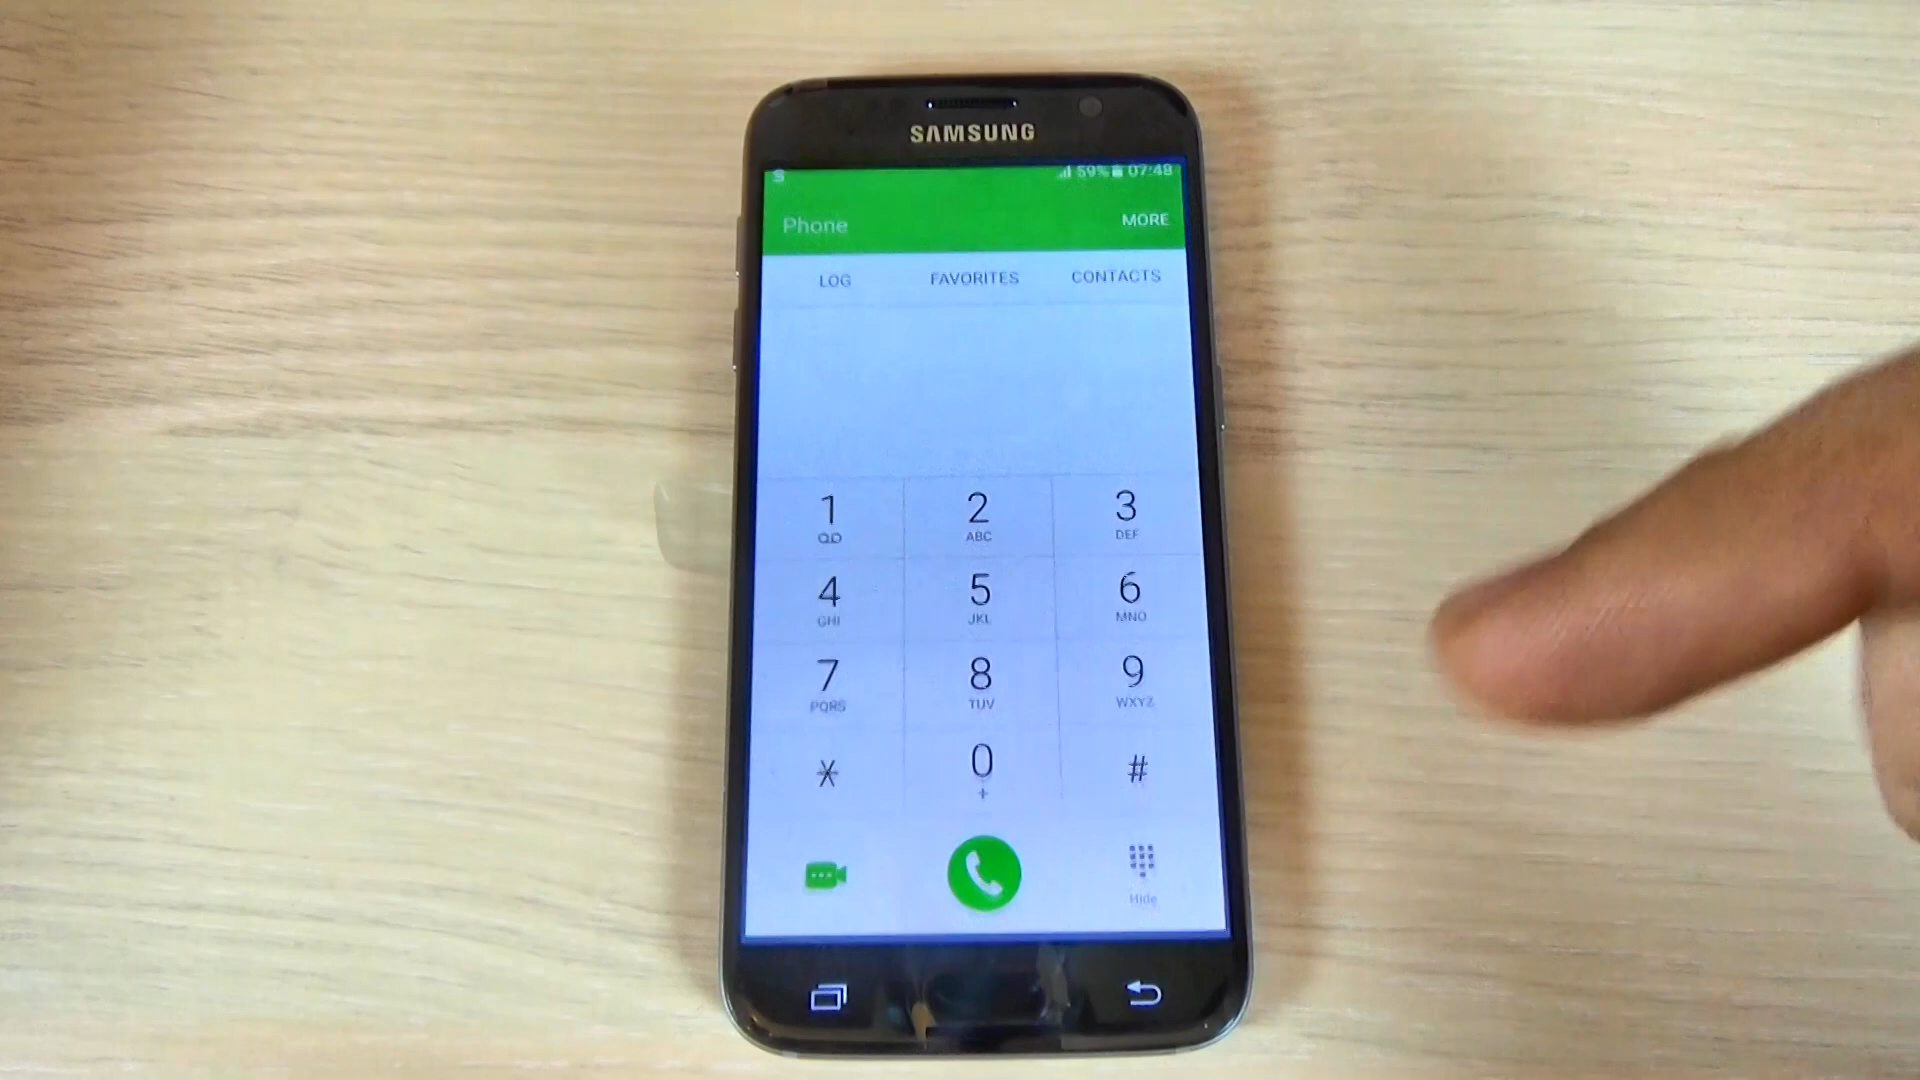 SAMSUNG
59% 07:48
Phone MORE
LOG FAVORITES CONTACTS
1 2 3
ABC DEF
4 5 6
GHI JKL MNO
7 8 9
PQRS TUV WXYZ
* 0 #
+
Hide